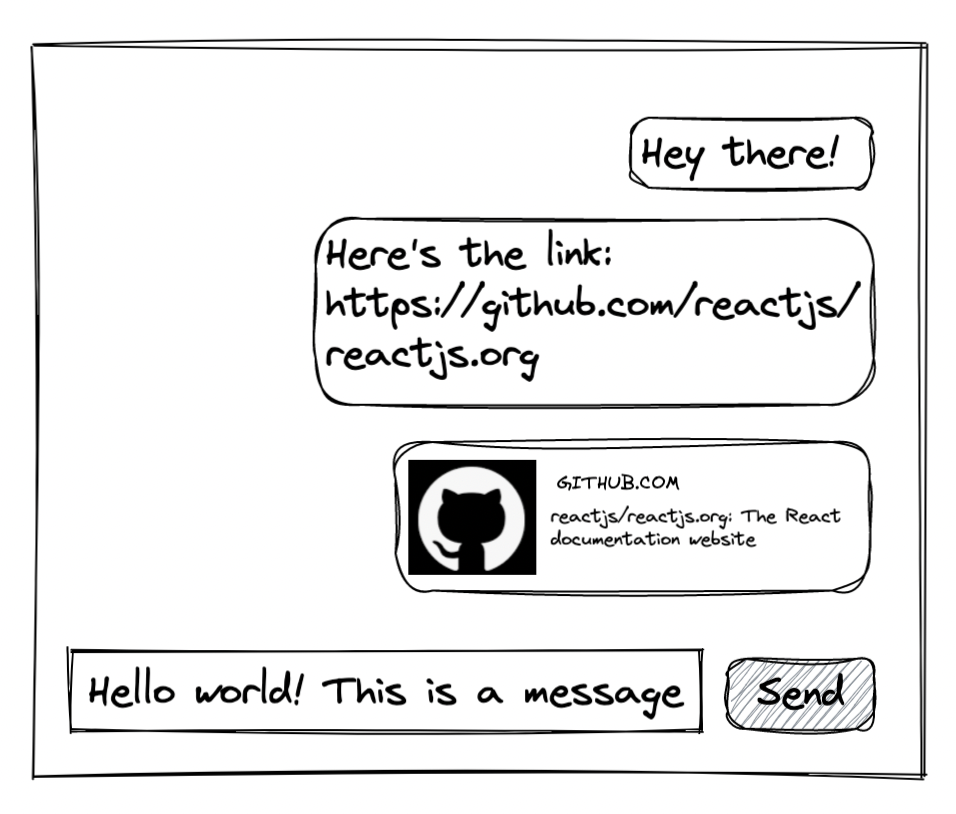 Hey there!
Here's the link:
https://github.com/reactjs/
reactjs.org
GITHUB.COM
reactjs/reactjs.org: The React
documentation website
Hello world! This is a message
Send